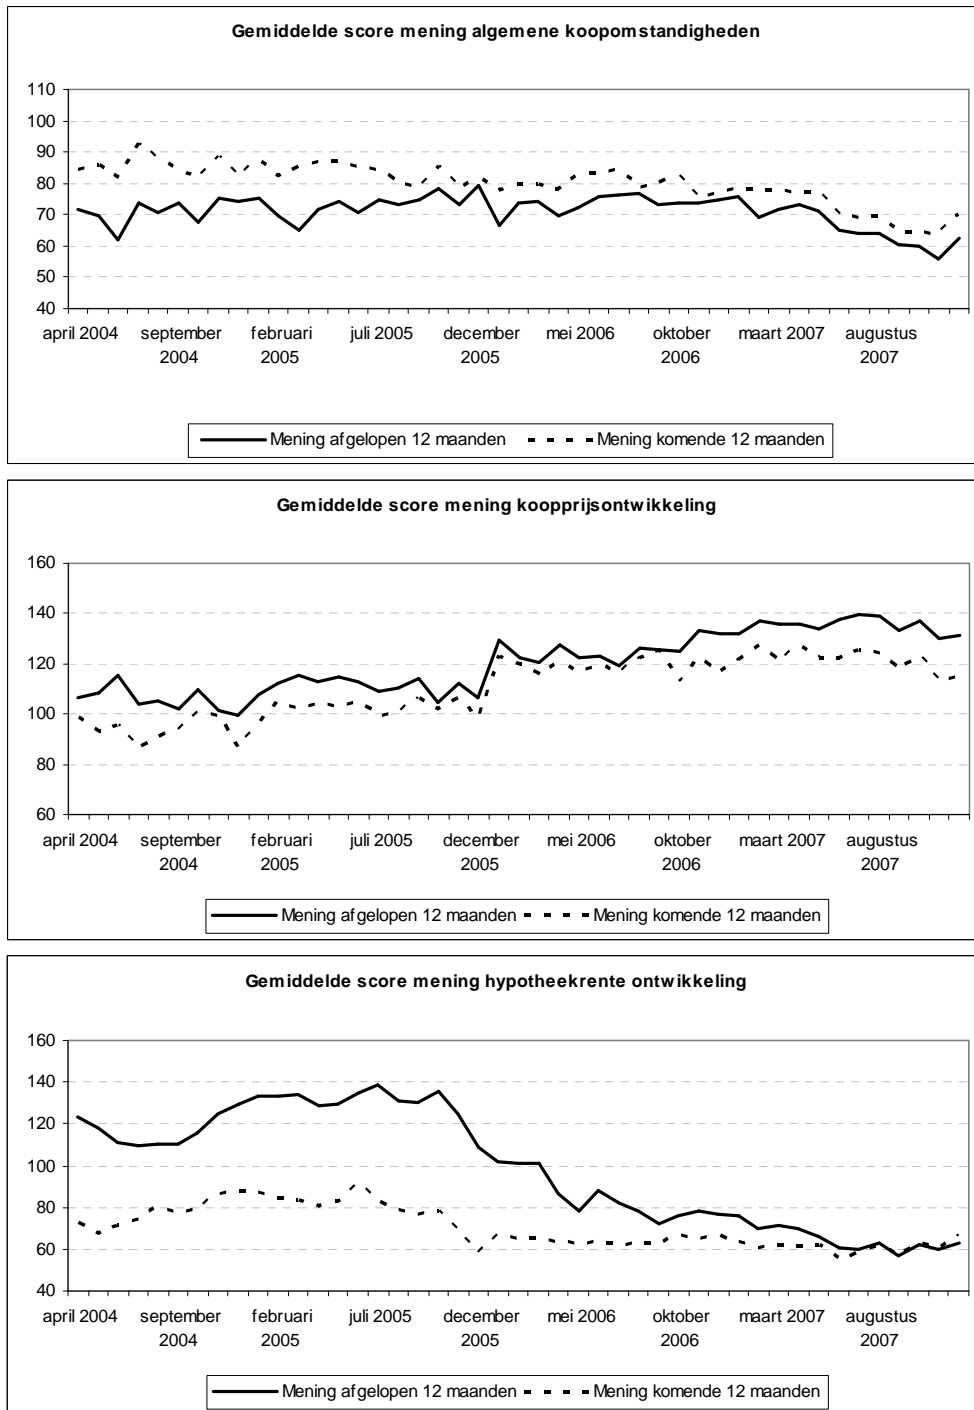 Gemiddelde score mening algemene koopomstandigheden
110
100
90
80
70
60
50
40
april 2004 september 2004 februari 2005 juli 2005 december 2005 mei 2006 oktober 2006 maart 2007 augustus 2007
Mening afgelopen 12 maanden Mening komende 12 maanden
Gemiddelde score mening koopprijsontwikkeling
160
140
120
100
80
60
april 2004 september 2004 februari 2005 juli 2005 december 2005 mei 2006 oktober 2006 maart 2007 augustus 2007
Mening afgelopen 12 maanden Mening komende 12 maanden
Gemiddelde score mening hypotheekrente ontwikkeling
160
140
120
100
80
60
40
april 2004 september 2004 februari 2005 juli 2005 december 2005 mei 2006 oktober 2006 maart 2007 augustus 2007
Mening afgelopen 12 maanden Mening komende 12 maanden